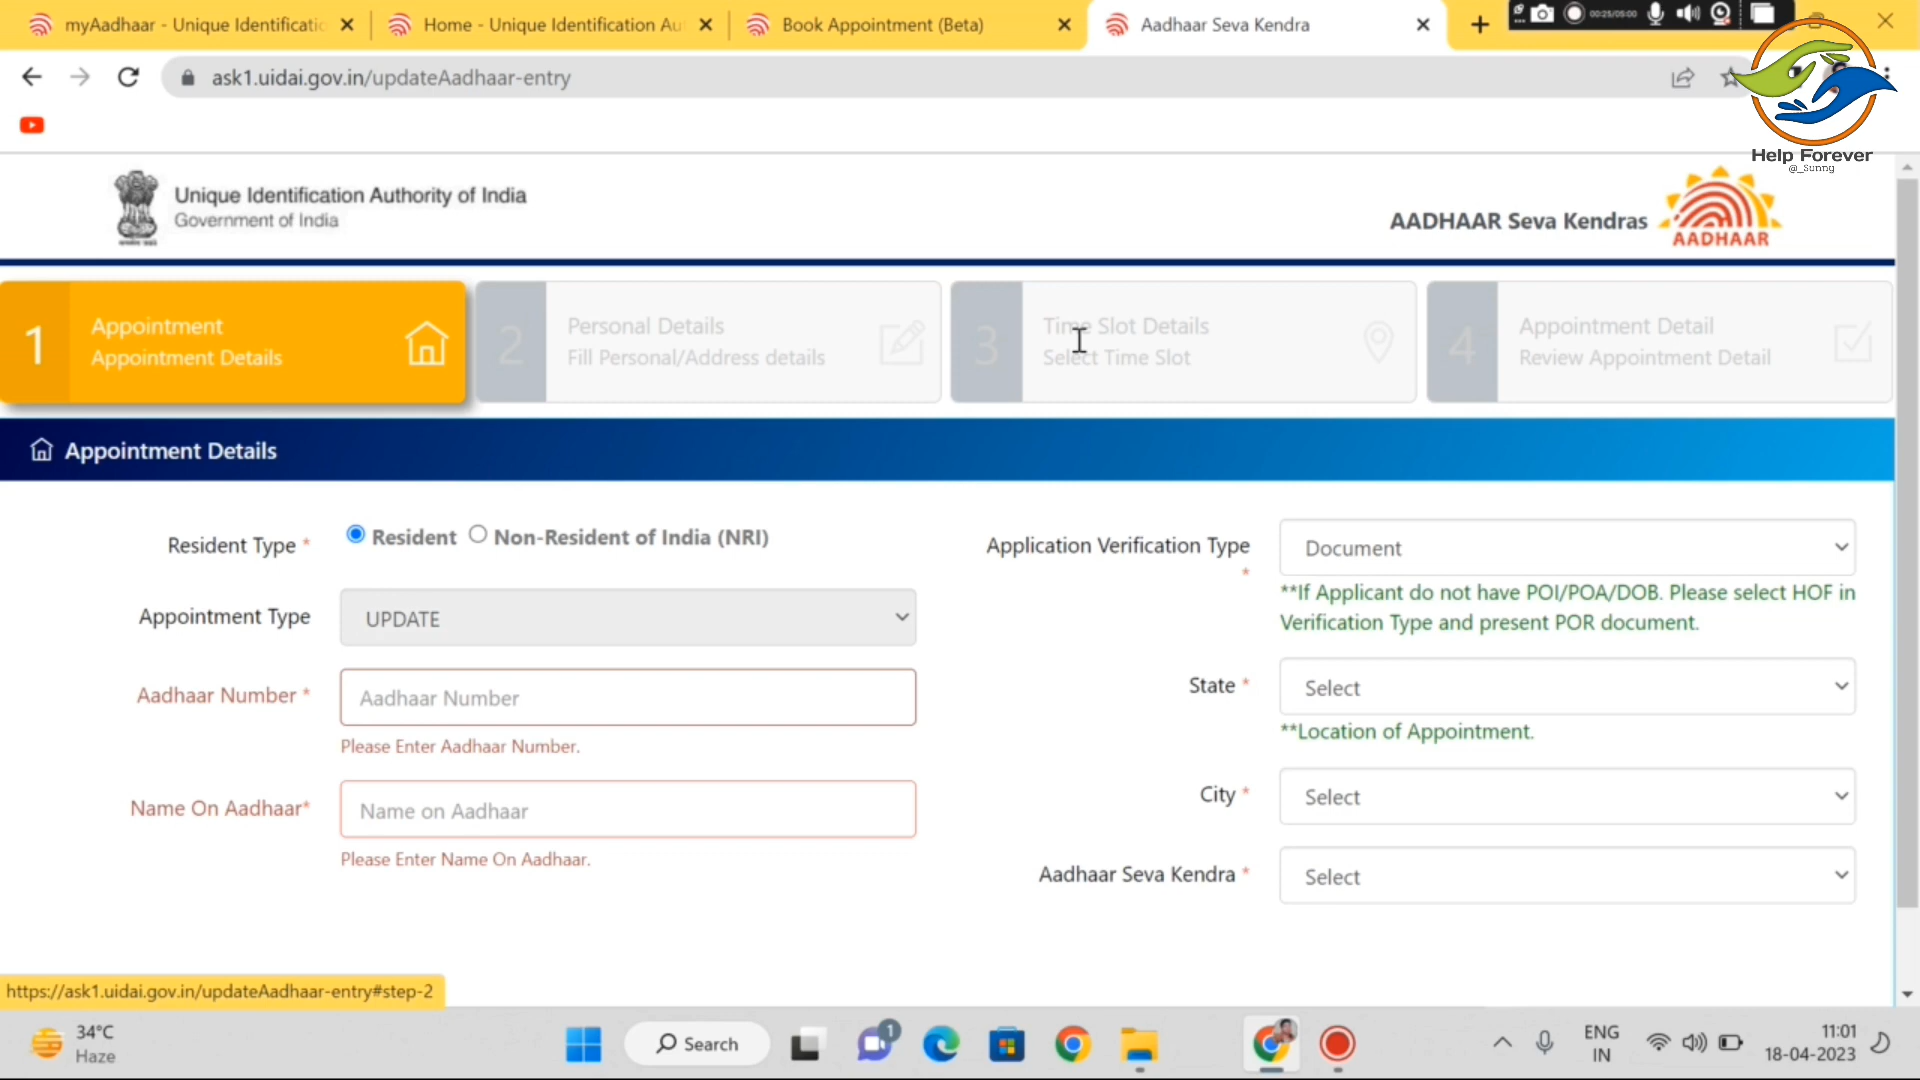 myAadhaar - Unique Identificatio
Home - Unique Identification Au
Book Appointment (Beta)
Aadhaar Seva Kendra
00:25/05:00
ask1.uidai.gov.in/updateAadhaar-entry
Help Forever
@_Sunng
Unique Identification Authority of India
Government of India
AADHAAR Seva Kendras
AADHAAR
1
Appointment
Appointment Details
2
Personal Details
Fill Personal/Address details
3
Time Slot Details
Select Time Slot
4
Appointment Detail
Review Appointment Detail
Appointment Details
Resident Type *
Resident
Non-Resident of India (NRI)
Appointment Type
UPDATE
Aadhaar Number *
Aadhaar Number
Please Enter Aadhaar Number.
Name On Aadhaar*
Name on Aadhaar
Please Enter Name On Aadhaar.
Application Verification Type
*
Document
**If Applicant do not have POI/POA/DOB. Please select HOF in
Verification Type and present POR document.
State *
Select
**Location of Appointment.
City *
Select
Aadhaar Seva Kendra *
Select
https://ask1.uidai.gov.in/updateAadhaar-entry#step-2
34°C
Haze
Search
1
ENG
IN
11:01
18-04-2023